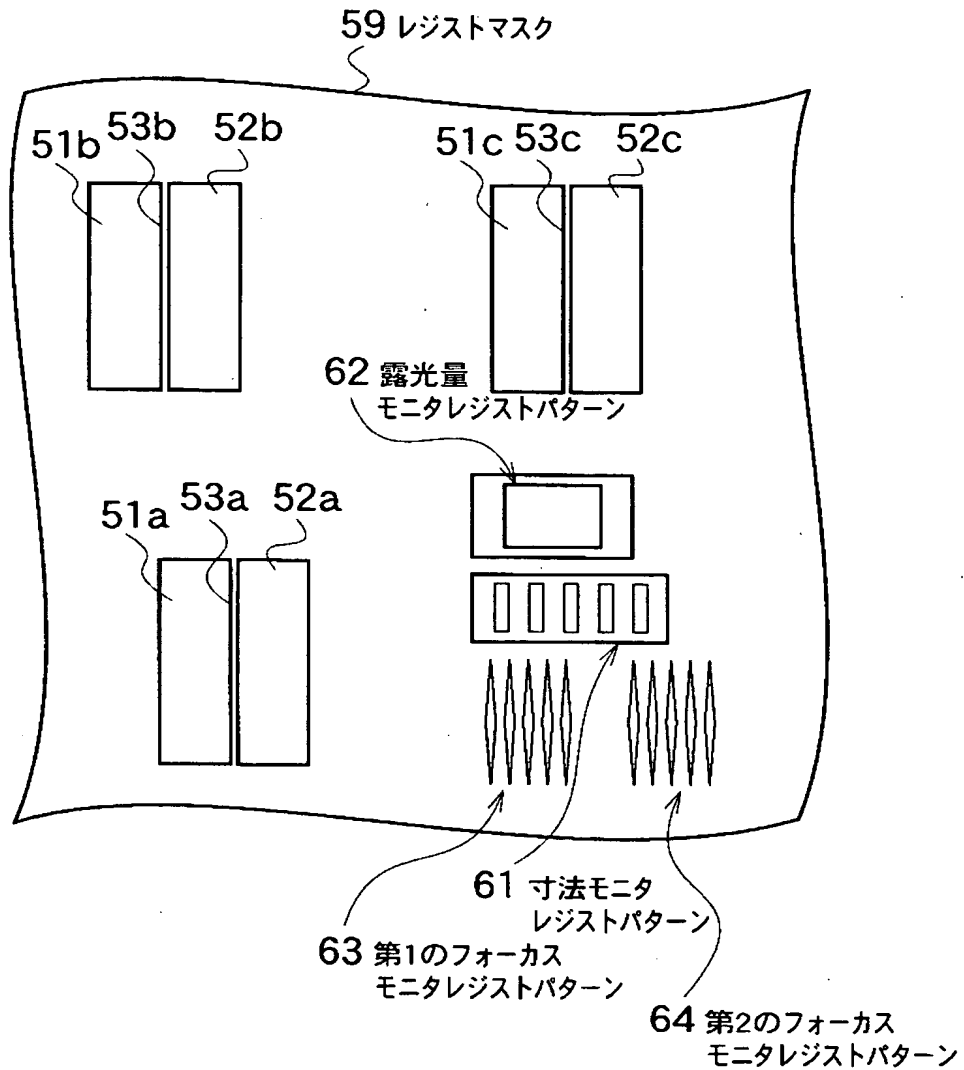 59 レジストマスク
51b 53b 52b
51c 53c 52c
62 露光量
モニタレジストパターン
51a 53a 52a
61 寸法モニタ
レジストパターン
63 第1のフォーカス
モニタレジストパターン
64 第2のフォーカス
モニタレジストパターン